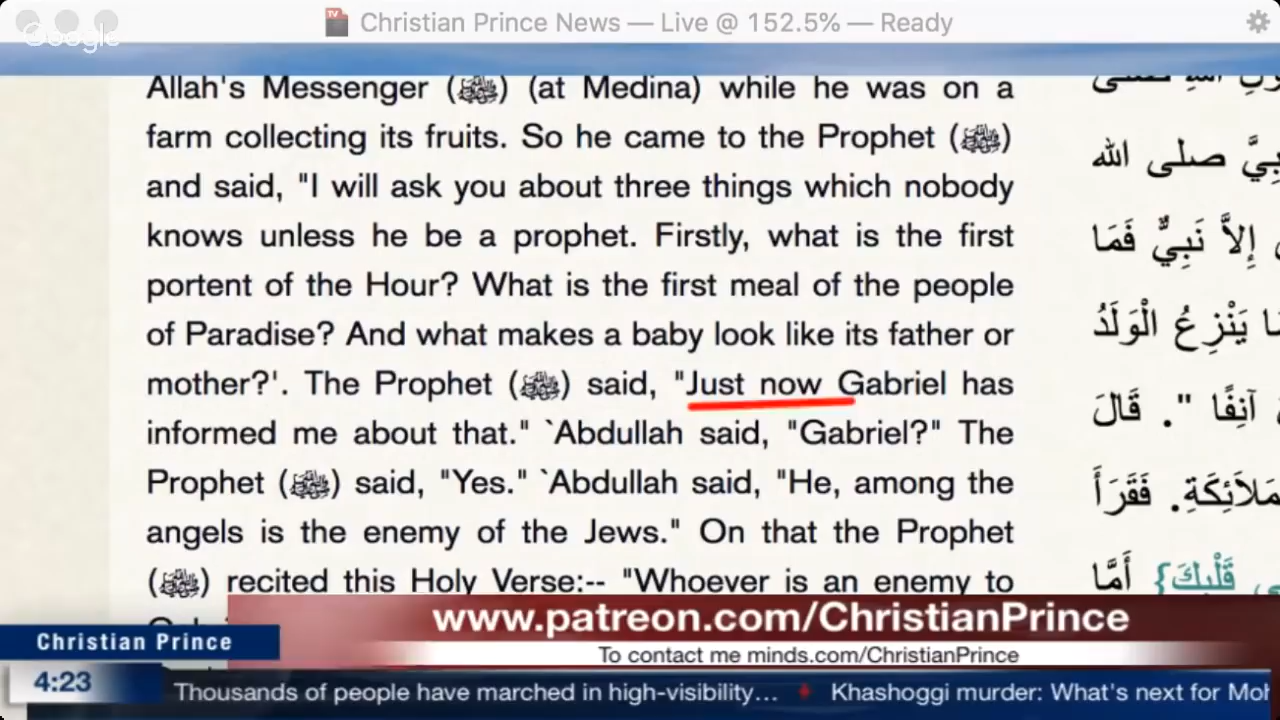 Christian Prince News — Live @ 152.5% — Ready
Google
Allah's Messenger (ﷺ) (at Medina) while he was on a
farm collecting its fruits. So he came to the Prophet (ﷺ)
and said, "I will ask you about three things which nobody
knows unless he be a prophet. Firstly, what is the first
portent of the Hour? What is the first meal of the people
of Paradise? And what makes a baby look like its father or
mother?'. The Prophet (ﷺ) said, "Just now Gabriel has
informed me about that." `Abdullah said, "Gabriel?" The
Prophet (ﷺ) said, "Yes." `Abdullah said, "He, among the
angels is the enemy of the Jews." On that the Prophet
(ﷺ) recited this Holy Verse:-- "Whoever is an enemy to
صلى الله
إِلاَّ نَبِيٌّ فَمَا
يَنْزِعُ الْوَلَدُ
آنِفًا ". قَالَ
فَقَرَأَ
قَلْبِكَ} أَمَّا
www.patreon.com/ChristianPrince
To contact me minds.com/ChristianPrince
Christian Prince
4:23
Thousands of people have marched in high-visibility... ♦ Khashoggi murder: What's next for Moh